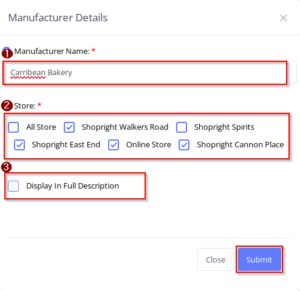 Manufacturer Details ×
1 Manufacturer Name: *
Carribean Bakery
2 Store: *
All Store Shopright Walkers Road Shopright Spirits
Shopright East End Online Store Shopright Cannon Place
3
Display In Full Description
Close Submit